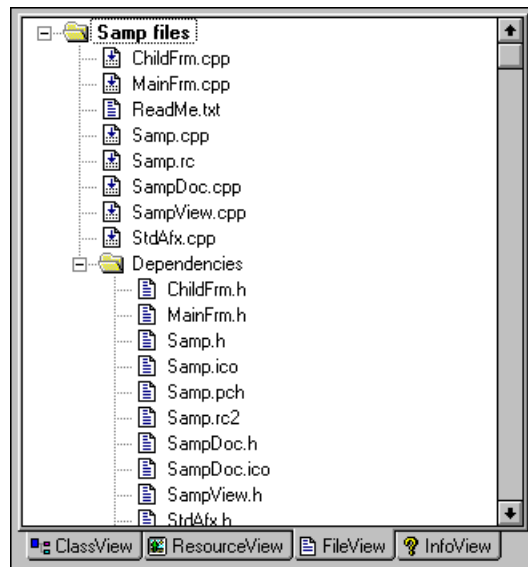 Samp files
ChildFrm.cpp
MainFrm.cpp
ReadMe.txt
Samp.cpp
Samp.rc
SampDoc.cpp
SampView.cpp
StdAfx.cpp
Dependencies
ChildFrm.h
MainFrm.h
Samp.h
Samp.ico
Samp.pch
Samp.rc2
SampDoc.h
SampDoc.ico
SampView.h
StdAfx.h
ClassView ResourceView FileView InfoView